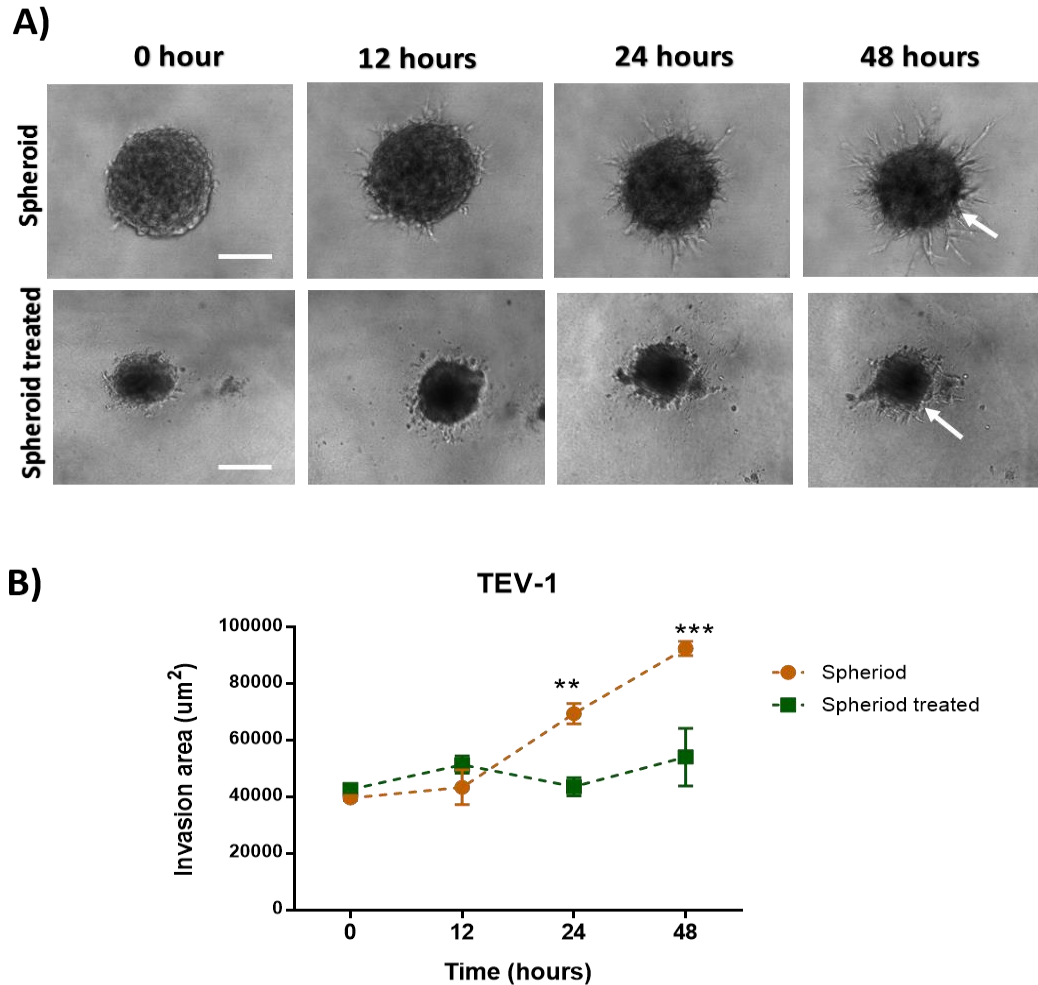 A)
0 hour 12 hours 24 hours 48 hours
Spheroid
Spheroid treated
B)
TEV-1
Invasion area (um²)
100000
80000
60000
40000
20000
0
** ***
0 12 24 48
Time (hours)
Spheriod
Spheriod treated